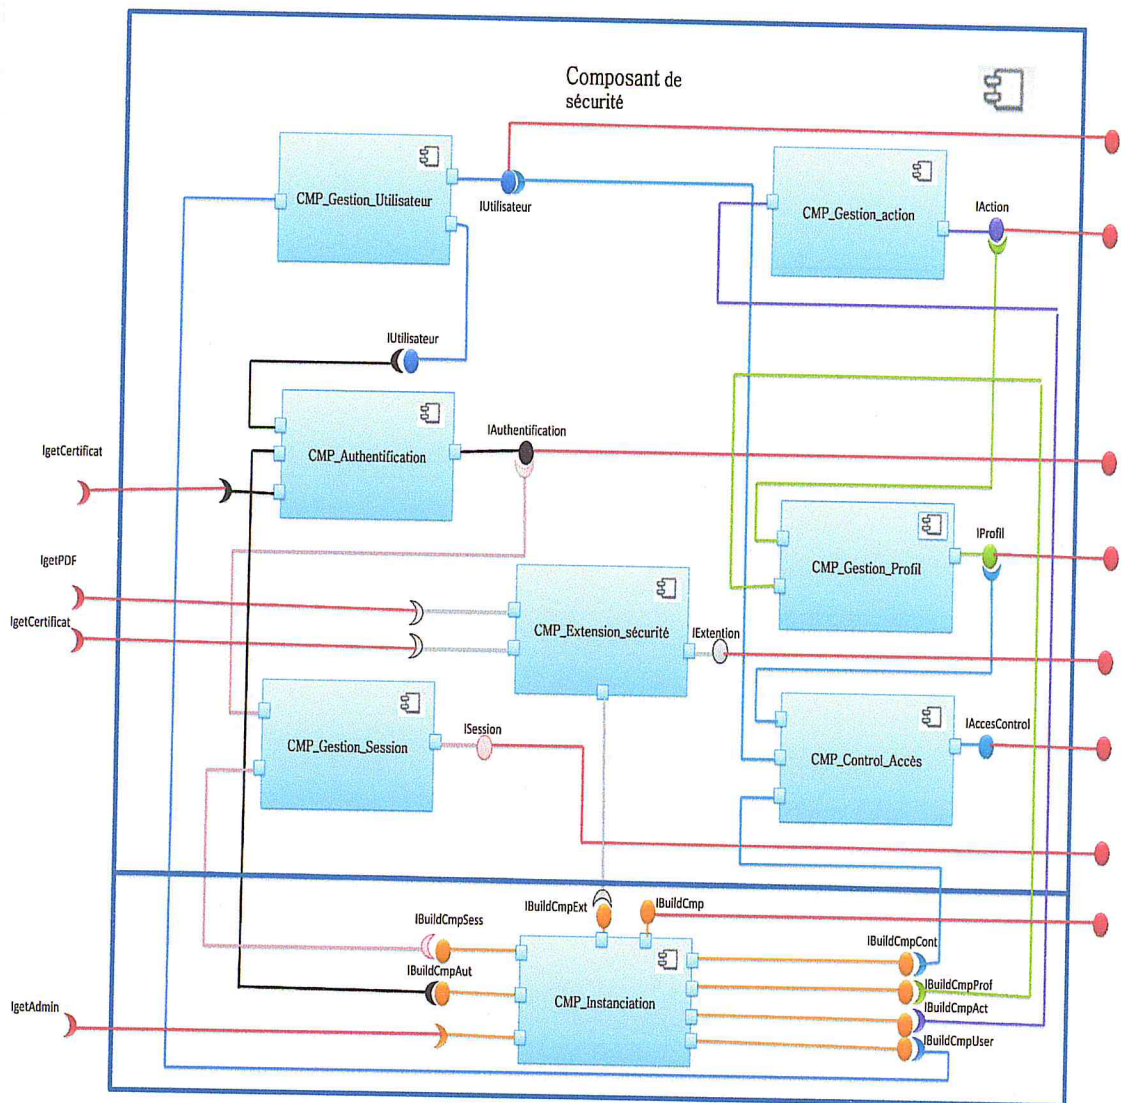 Composant de
sécurité
CMP_Gestion_Utilisateur
IUtilisateur
CMP_Gestion_action
IAction
IUtilisateur
CMP_Authentification
IAuthentification
IgetCertificat
CMP_Gestion_Profil
IProfil
IgetPDF
IgetCertificat
CMP_Extension_sécurité
IExtention
CMP_Gestion_Session
ISession
CMP_Control_Accès
IAccesControl
IBuildCmpExt
IBuildCmp
IBuildCmpSess
IBuildCmpCont
IBuildCmpAut
CMP_Instanciation
IBuildCmpProf
IBuildCmpAct
IgetAdmin
IBuildCmpUser